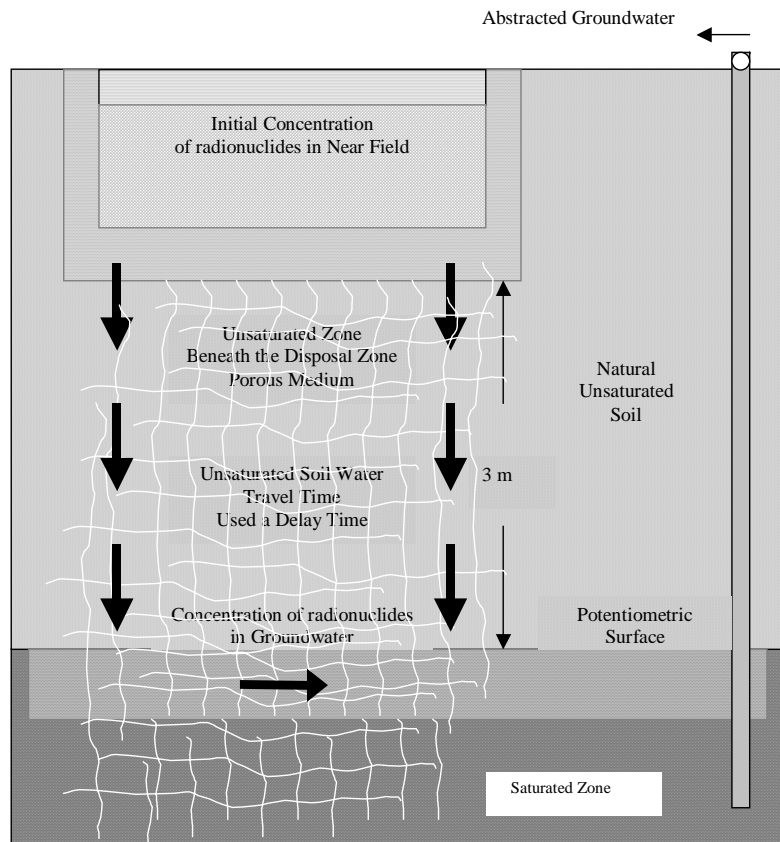 Abstracted Groundwater
Initial Concentration
of radionuclides in Near Field
Unsaturated Zone
Beneath the Disposal Zone
Porous Medium
Natural
Unsaturated
Soil
Unsaturated Soil Water
Travel Time
Used a Delay Time
3 m
Concentration of radionuclides
in Groundwater
Potentiometric
Surface
Saturated Zone